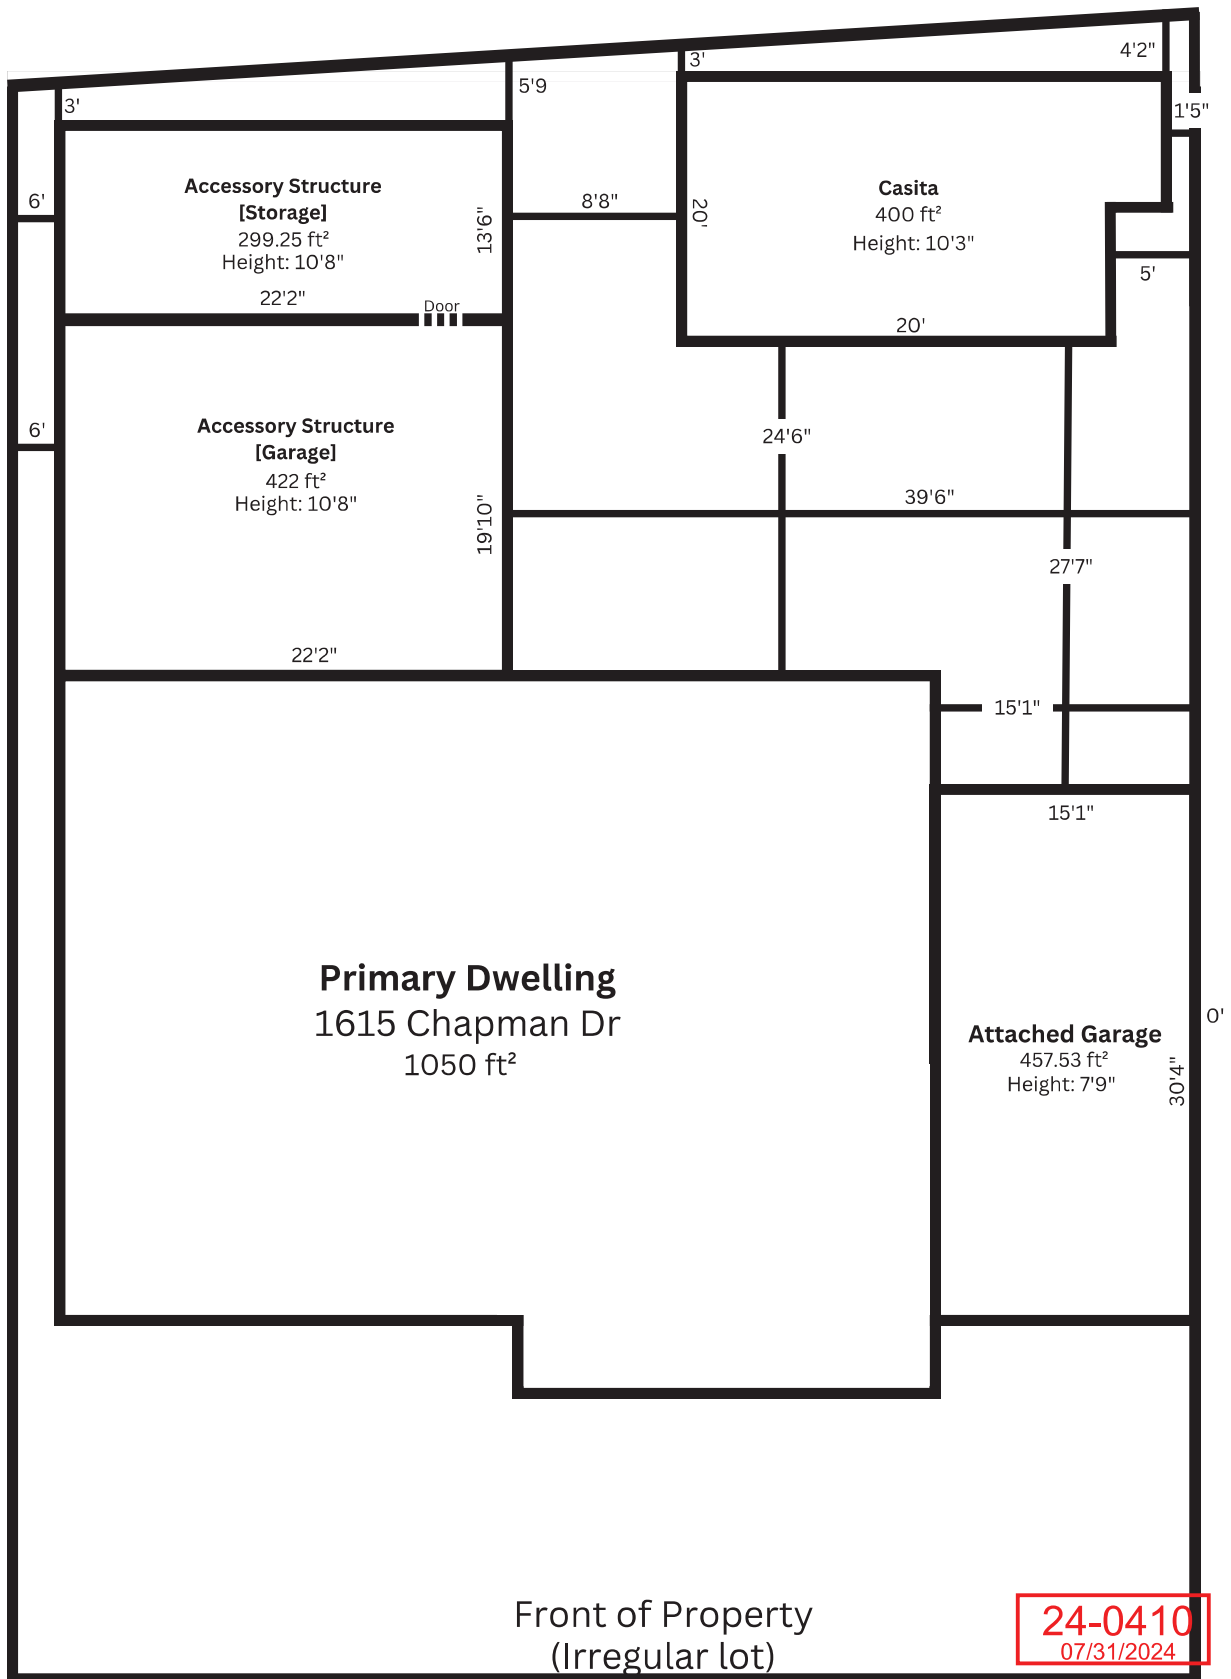 4'2"
3'
5'9
3'
1'5"
Accessory Structure
[Storage]
299.25 ft²
Height: 10'8"
22'2"
13'6"
6'
8'8"
20'
Casita
400 ft²
Height: 10'3"
20'
5'
Door
6'
Accessory Structure
[Garage]
422 ft²
Height: 10'8"
19'10"
22'2"
24'6"
39'6"
27'7"
15'1"
15'1"
Primary Dwelling
1615 Chapman Dr
1050 ft²
Attached Garage
457.53 ft²
Height: 7'9"
30'4"
0'
Front of Property
(Irregular lot)
24-0410
07/31/2024